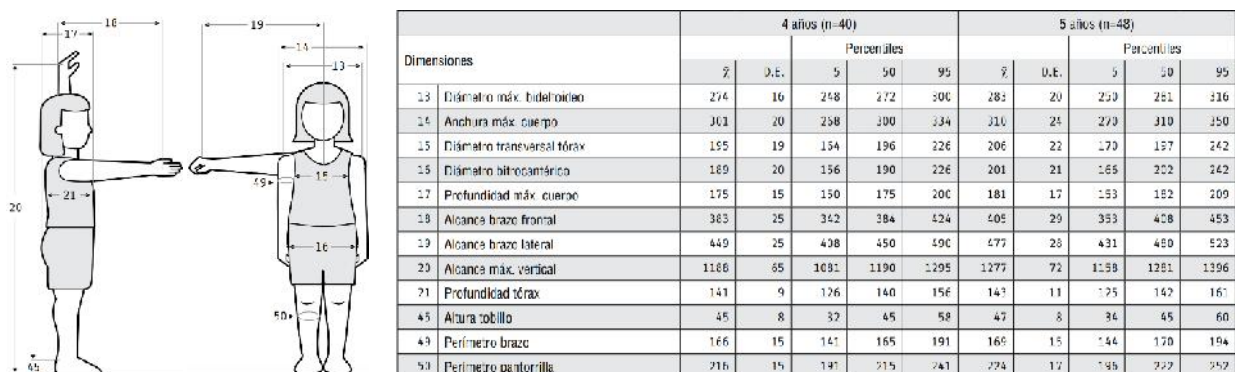 18
19
17
14
13
20
21
49
15
16
50
45
4 años (n=40) 5 años (n=48)
Dimensiones Percentiles Percentiles
D.E. 5 50 95 D.E. 5 50 95
13 Diámetro máx. bideltoideo 274 16 248 272 300 283 20 250 281 316
14 Anchura máx. cuerpo 301 20 268 300 334 310 24 270 310 350
15 Diámetro transversal tórax 195 19 164 196 226 206 22 170 197 242
16 Diámetro bitrocantérico 189 20 156 190 226 201 21 166 202 242
17 Profundidad máx. cuerpo 175 15 150 175 200 181 17 153 182 209
18 Alcance brazo frontal 383 25 342 384 424 405 29 353 408 453
19 Alcance brazo lateral 449 25 408 450 490 477 28 431 480 523
20 Alcance máx. vertical 1188 65 1081 1190 1295 1277 72 1158 1281 1396
21 Profundidad tórax 141 9 126 140 156 143 11 125 142 161
45 Altura tobillo 45 8 32 45 58 47 8 34 45 60
49 Perímetro brazo 166 15 141 165 191 169 15 144 170 194
50 Perímetro pantorrilla 216 15 191 215 241 224 17 196 222 252